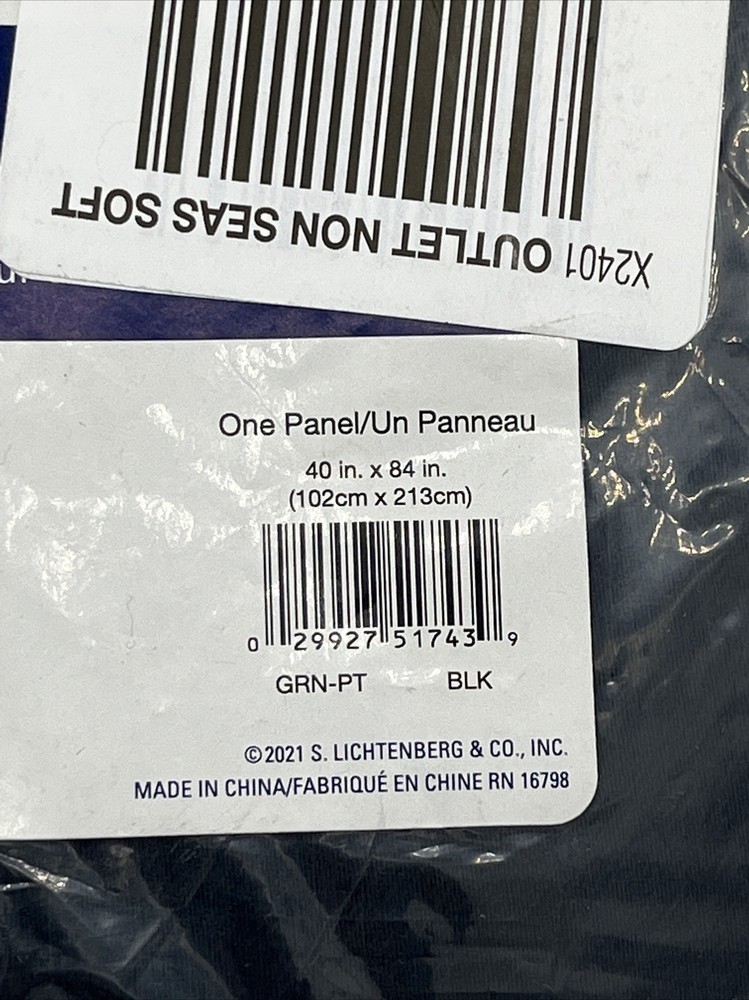 X2401 OUTLET NON SEAS SOFT
One Panel/Un Panneau
40 in. x 84 in.
(102cm x 213cm)
0 29927 51743 9
GRN-PT BLK
©2021 S. LICHTENBERG & CO., INC.
MADE IN CHINA/FABRIQUÉ EN CHINE RN 16798